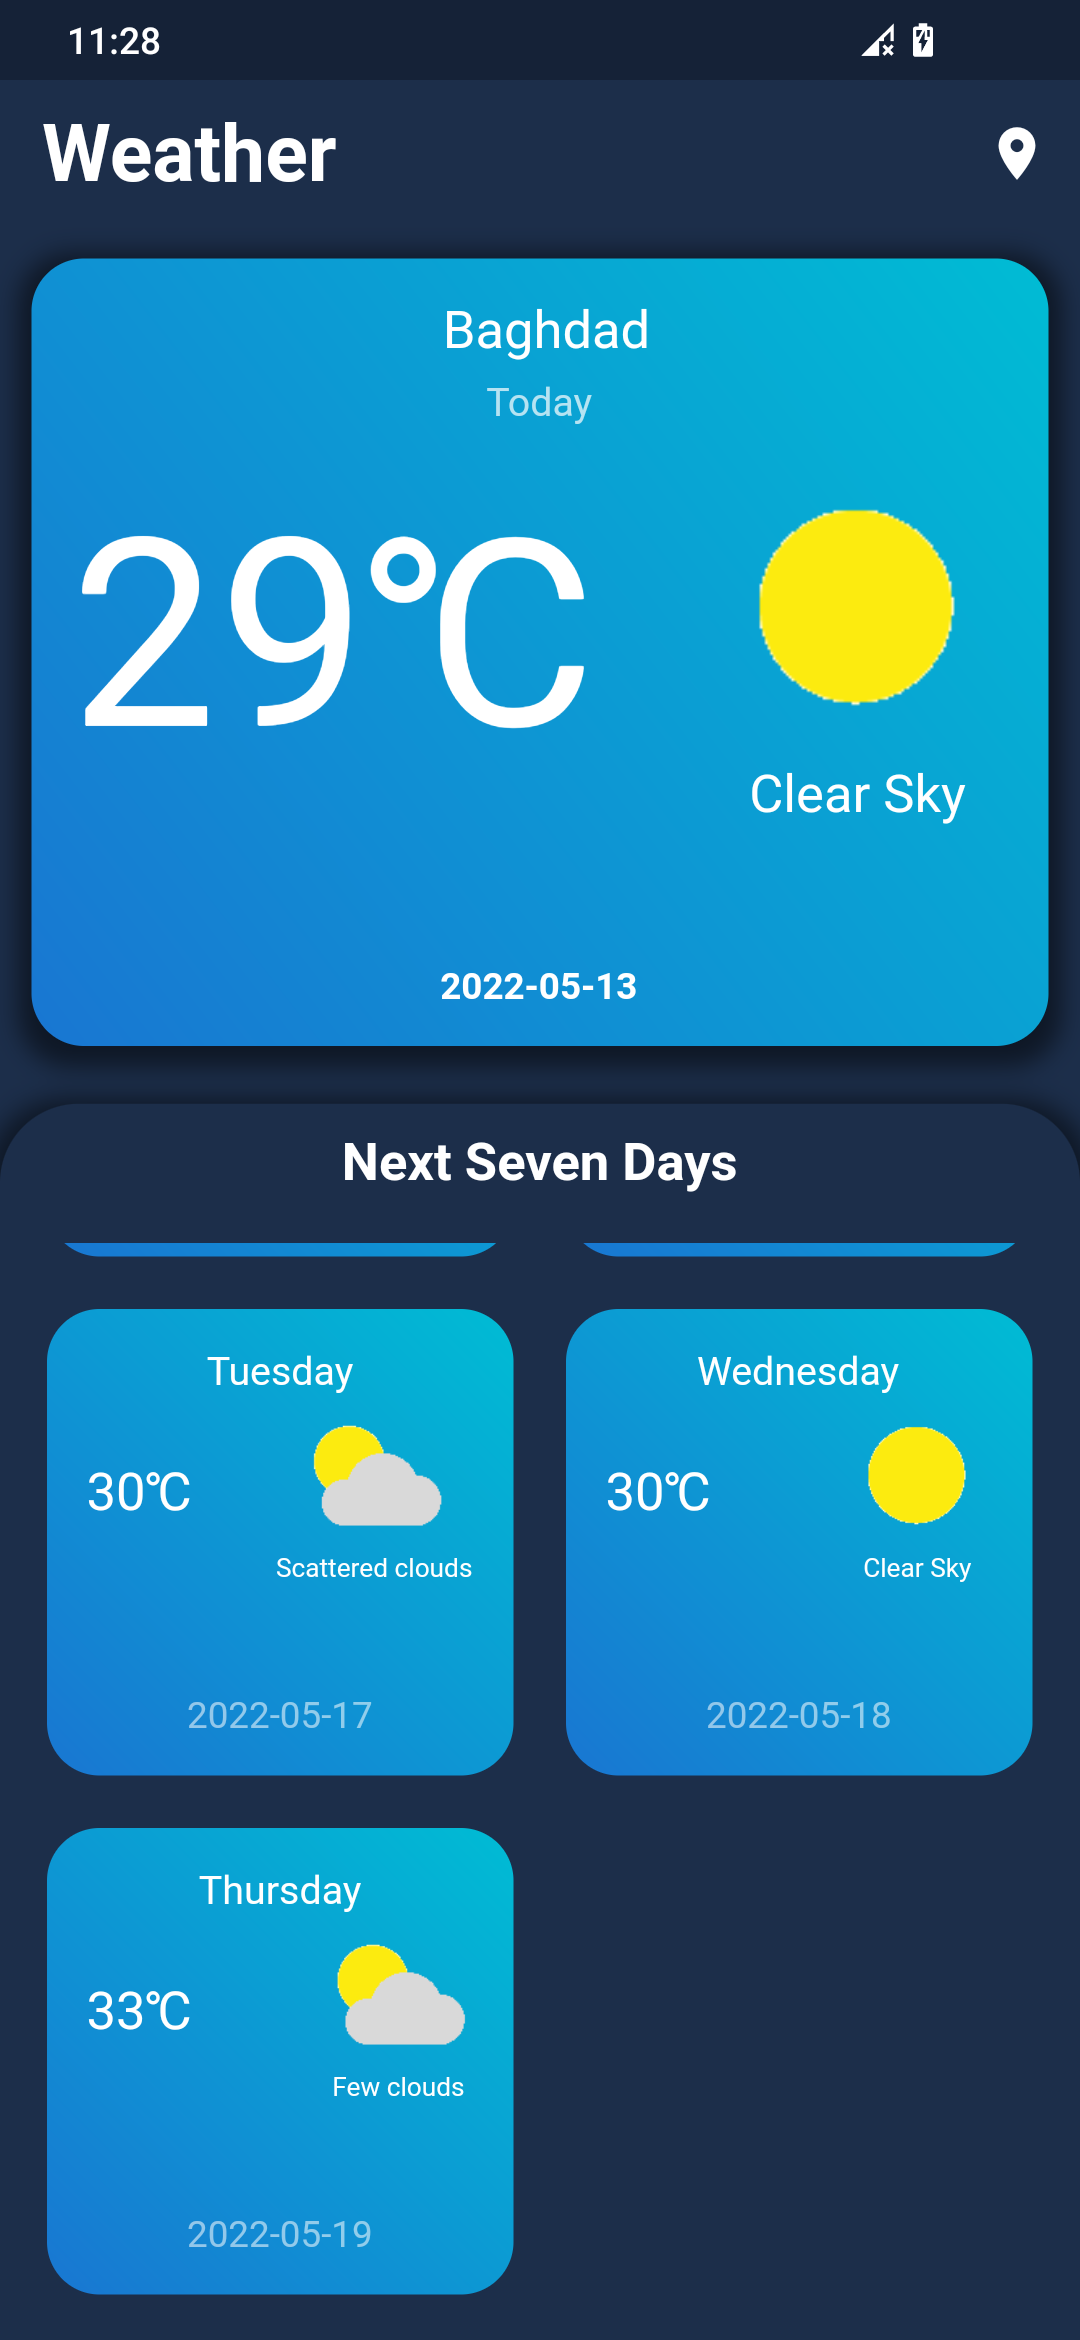 11:28
Weather
Baghdad
Today
29°C
Clear Sky
2022-05-13
Next Seven Days
Tuesday
30°C
Scattered clouds
2022-05-17
Wednesday
30°C
Clear Sky
2022-05-18
Thursday
33°C
Few clouds
2022-05-19